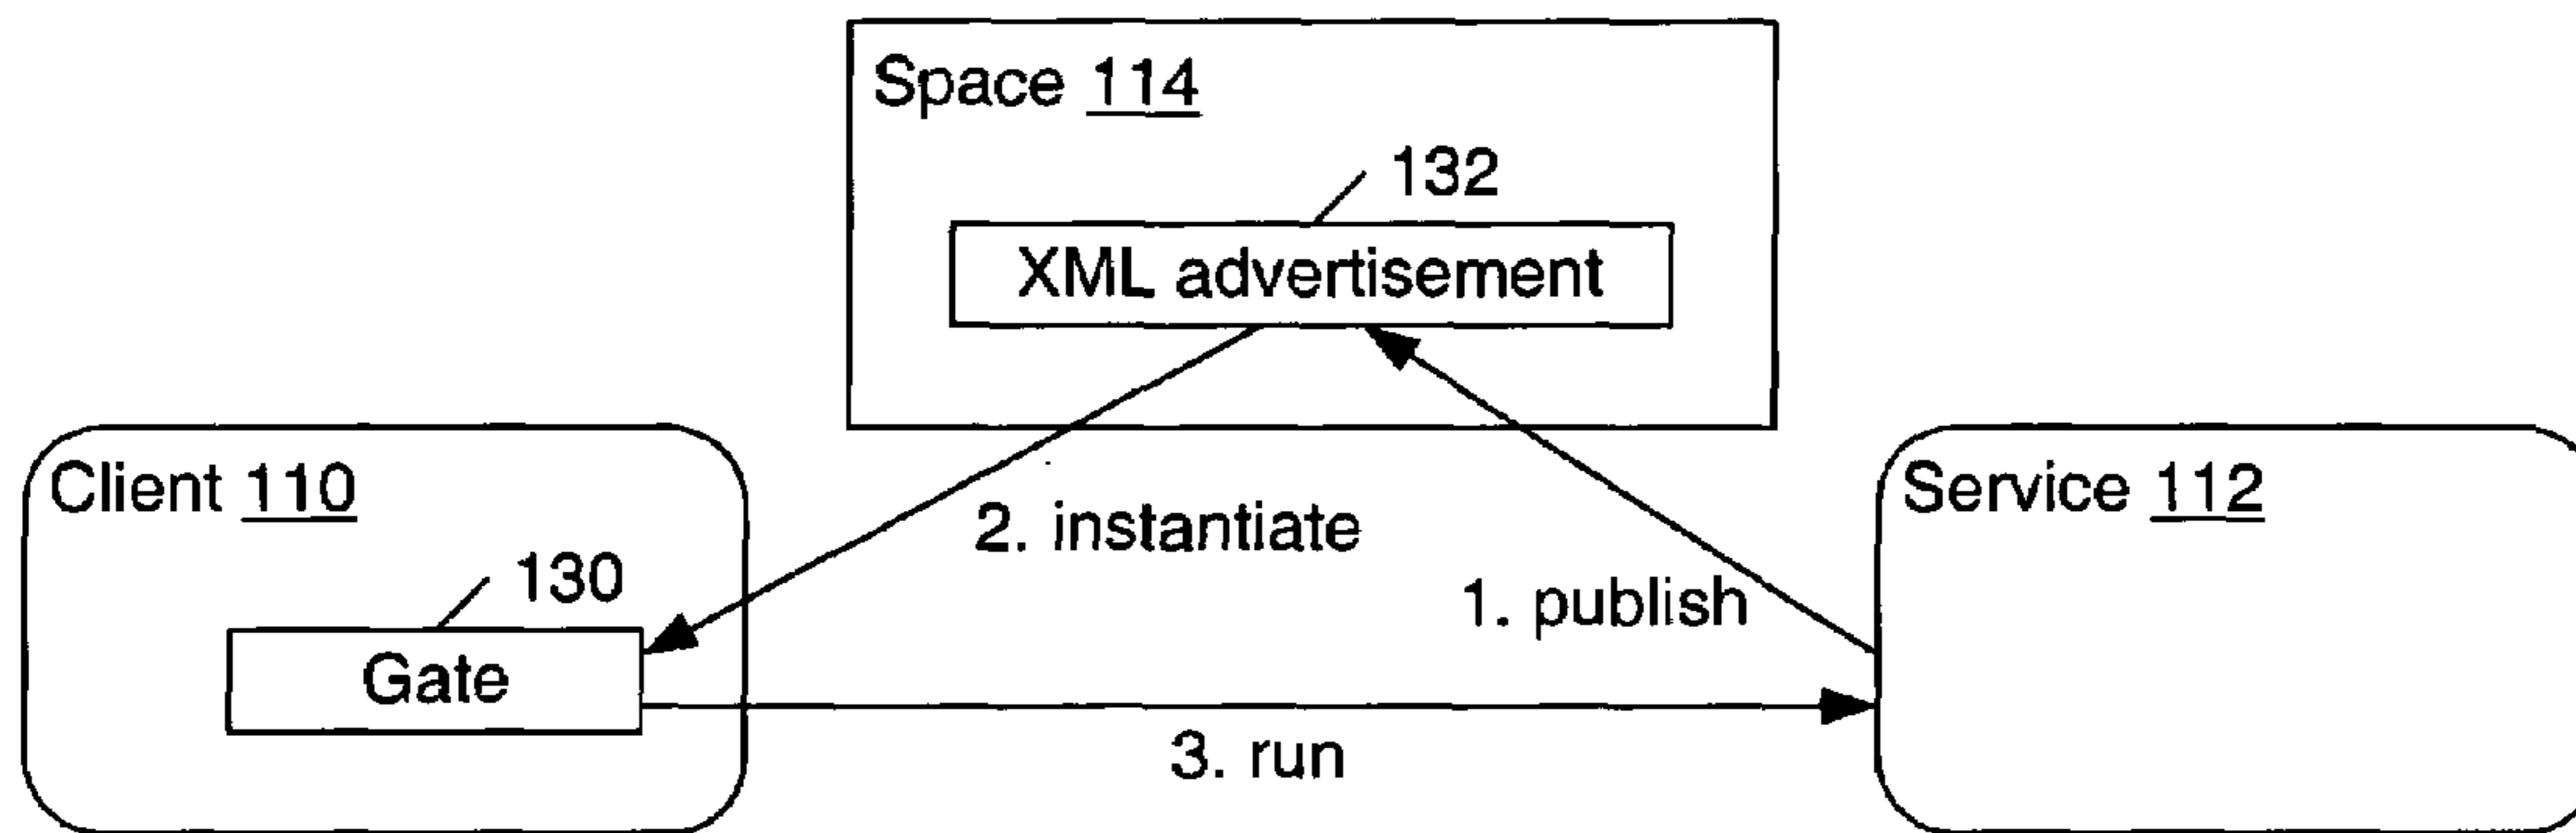 Space 114
132
XML advertisement
Client 110
Service 112
2. instantiate
130
1. publish
Gate
3. run